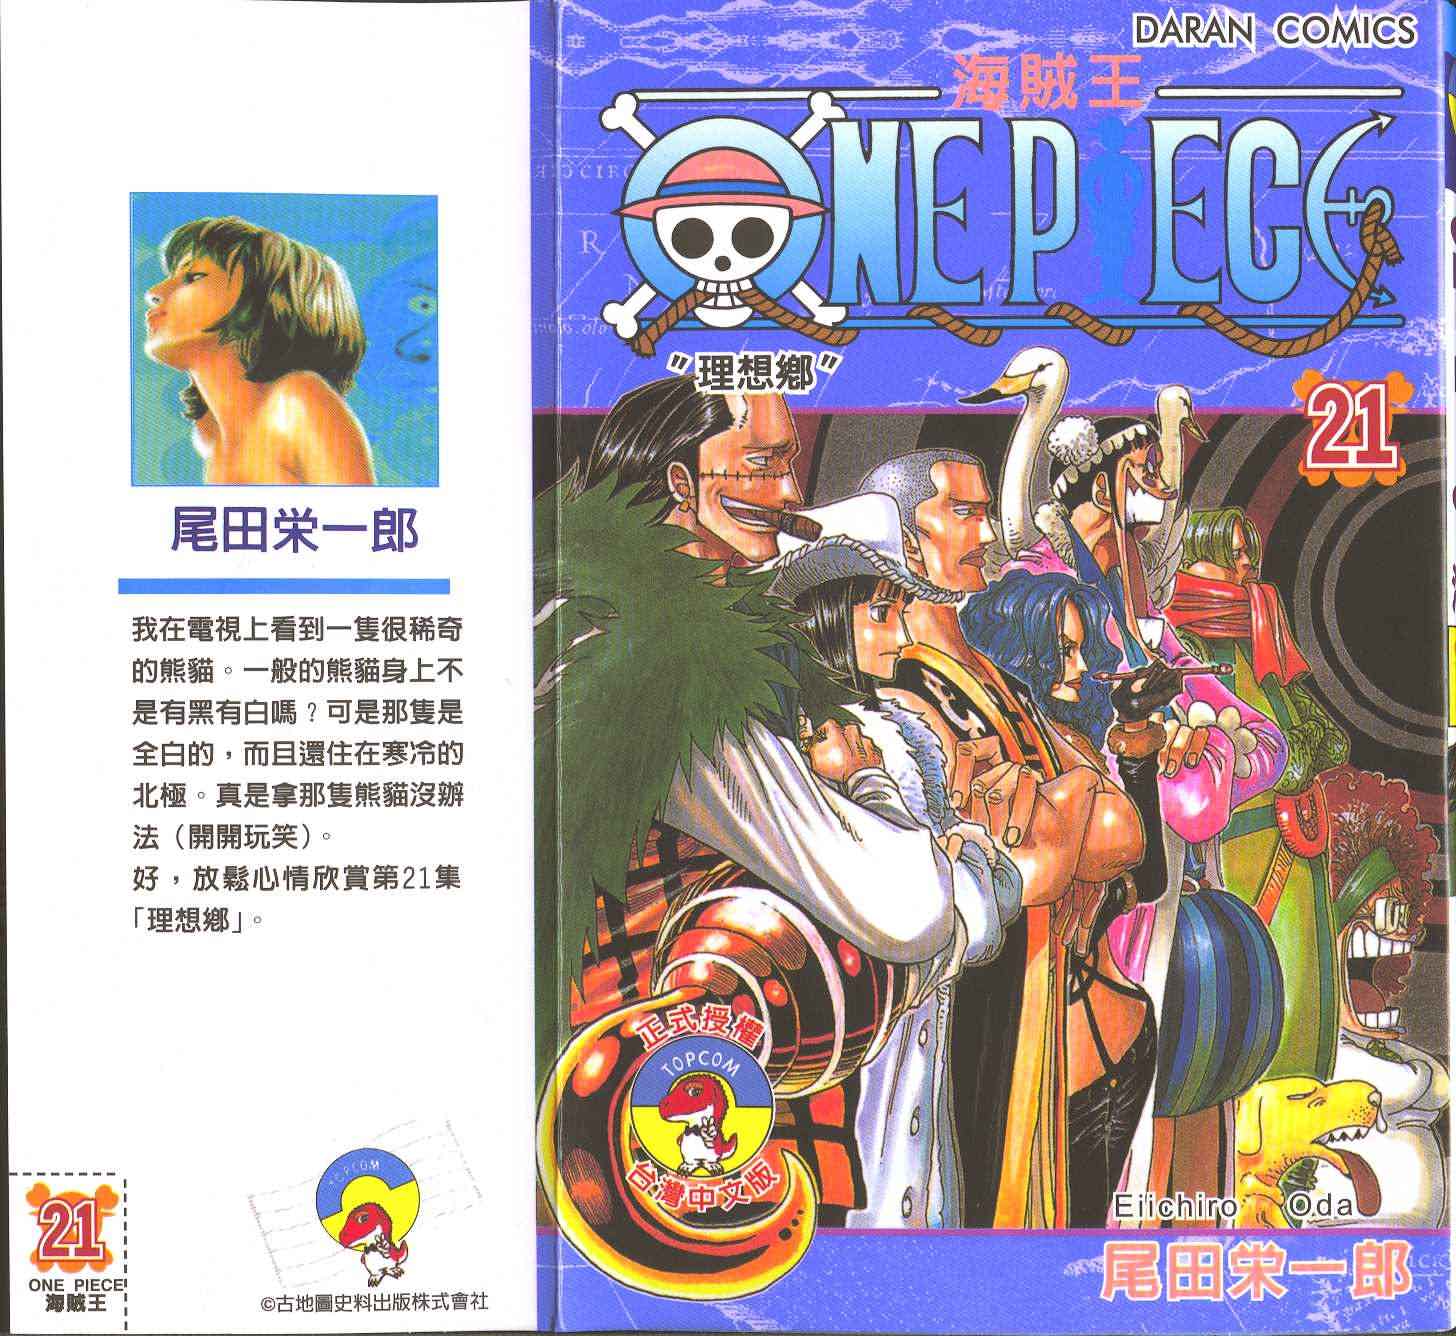 尾田栄一郎
我在電視上看到一隻很稀奇
的熊貓。一般的熊貓身上不
是有黑有白嗎？可是那隻是
全白的，而且還住在寒冷的
北極。真是拿那隻熊貓沒辦
法（開開玩笑）。
好，放鬆心情欣賞第21集
「理想鄉」。
TOPCOM
21
ONE PIECE
海賊王
©古地圖史料出版株式會社
DARAN COMICS
海賊王
ONE PIECE
"理想鄉"
21
正式授權
TOPCOM
台灣中文版
Eiichiro Oda
尾田栄一郎